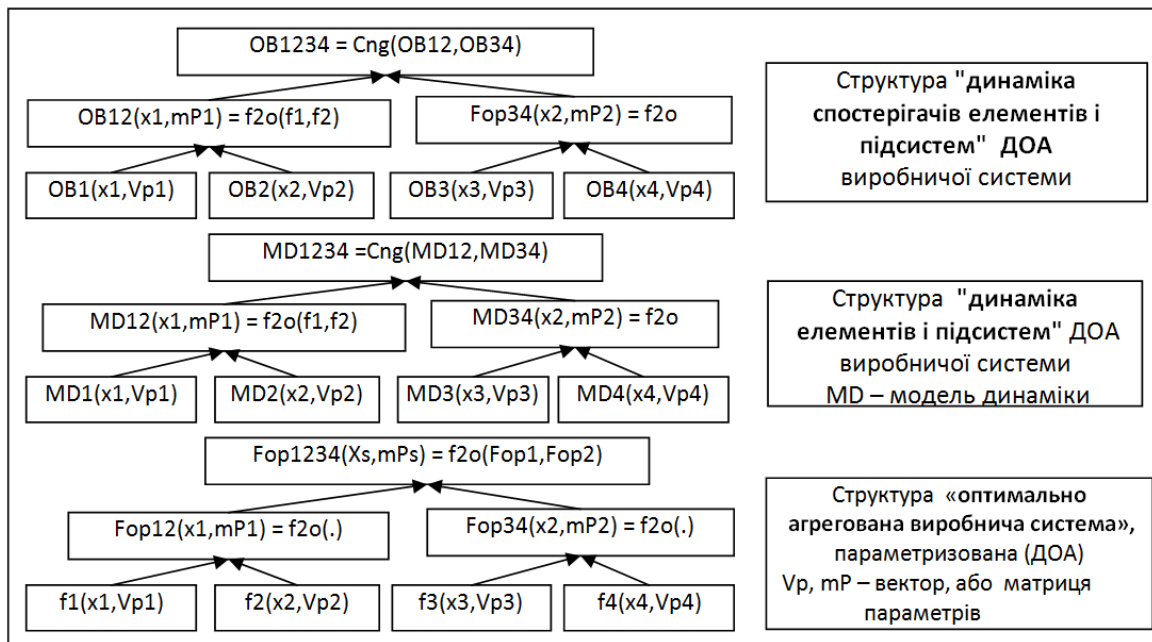 OB1234 = Cng(OB12,OB34)
OB12(x1,mP1) = f2o(f1,f2)
Fop34(x2,mP2) = f2o
OB1(x1,Vp1)
OB2(x2,Vp2)
OB3(x3,Vp3)
OB4(x4,Vp4)
Структура "динаміка
спостерігачів елементів і
підсистем" ДОА
виробничої системи
MD1234 =Cng(MD12,MD34)
MD12(x1,mP1) = f2o(f1,f2)
MD34(x2,mP2) = f2o
MD1(x1,Vp1)
MD2(x2,Vp2)
MD3(x3,Vp3)
MD4(x4,Vp4)
Структура "динаміка
елементів і підсистем" ДОА
виробничої системи
MD – модель динаміки
Fop1234(Xs,mPs) = f2o(Fop1,Fop2)
Fop12(x1,mP1) = f2o(.)
Fop34(x2,mP2) = f2o(.)
f1(x1,Vp1)
f2(x2,Vp2)
f3(x3,Vp3)
f4(x4,Vp4)
Структура «оптимально
агрегована виробнича система»,
параметризована (ДОА)
Vp, mP – вектор, або матриця
параметрів